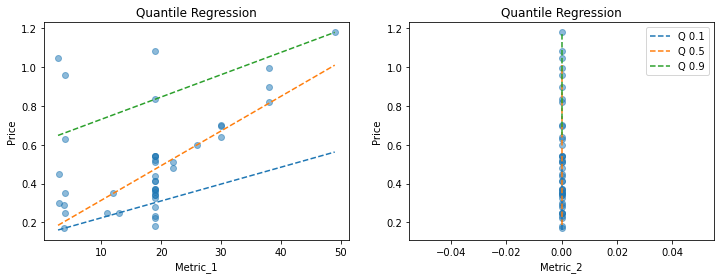 Quantile Regression
1.2
1.0
0.8
0.6
0.4
0.2
Price
10
20
30
40
50
Metric_1
Quantile Regression
1.2
1.0
0.8
0.6
0.4
0.2
Price
Q 0.1
Q 0.5
Q 0.9
−0.04
−0.02
0.00
0.02
0.04
Metric_2